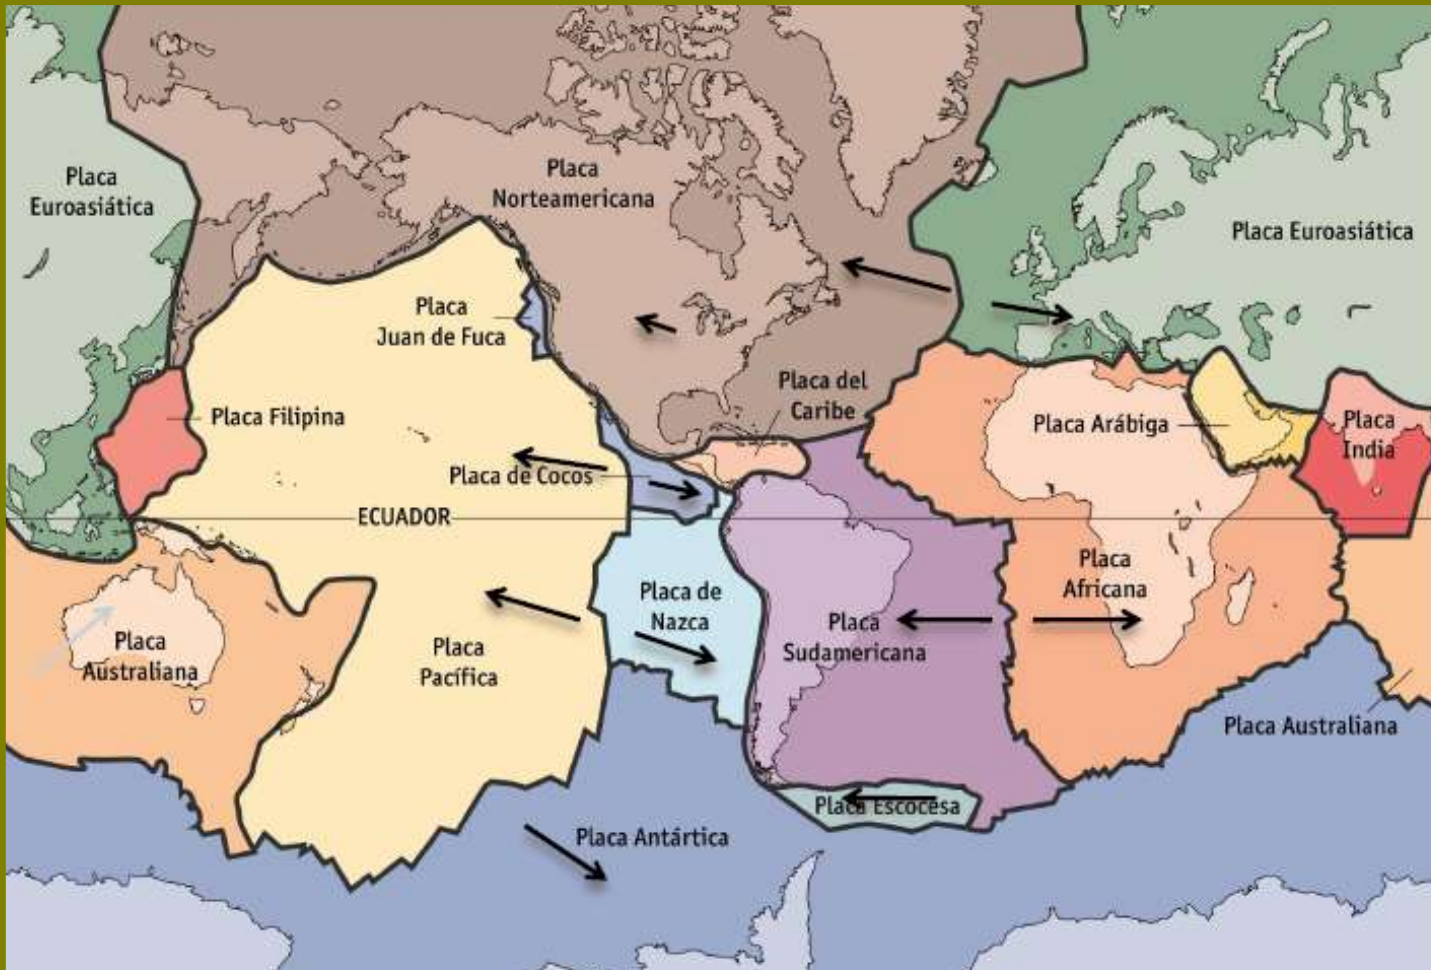 Placa
Euroasiática
Placa
Norteamericana
Placa Euroasiática
Placa
Juan de Fuca
Placa del
Caribe
Placa Filipina
Placa Arábiga
Placa
India
Placa de Cocos
ECUADOR
Placa
Africana
Placa de
Nazca
Placa
Sudamericana
Placa
Australiana
Placa
Pacífica
Placa Australiana
Placa Escocesa
Placa Antártica